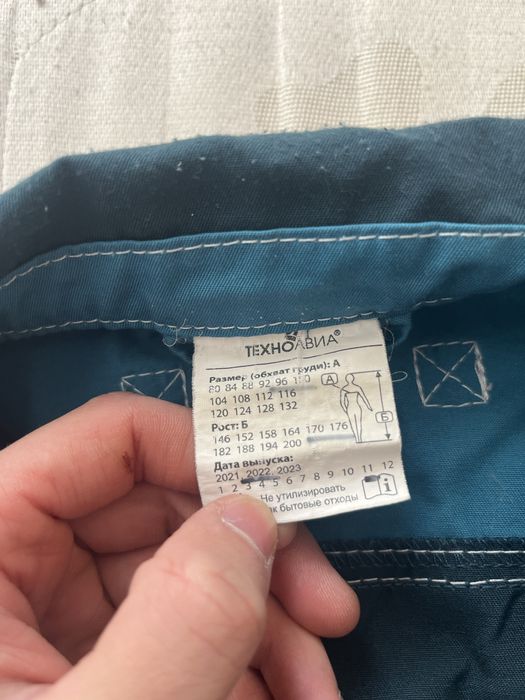 ТЕХНОАВИА®
Размер (обхват груди): А
80 84 88 92 96 100
104 108 112 116
120 124 128 132
Рост: Б
146 152 158 164 170 176
182 188 194 200
Дата выпуска:
2021 2022 2023
1 2 3 4 5 6 7 8 9 10 11 12
Не утилизировать
как бытовые отходы
А
Б
i